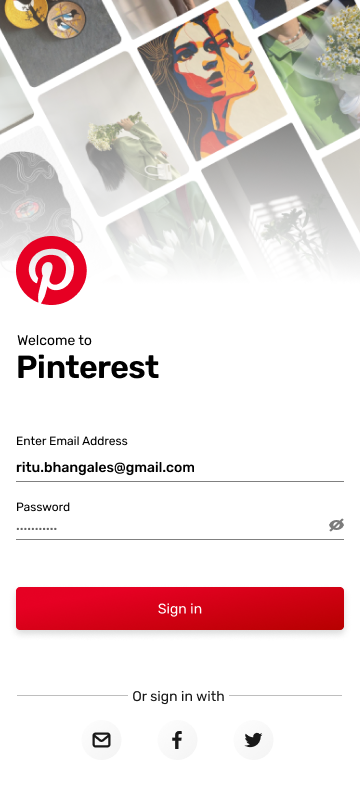 Welcome to
Pinterest
Enter Email Address
ritu.bhangales@gmail.com
Password
...........
Sign in
Or sign in with